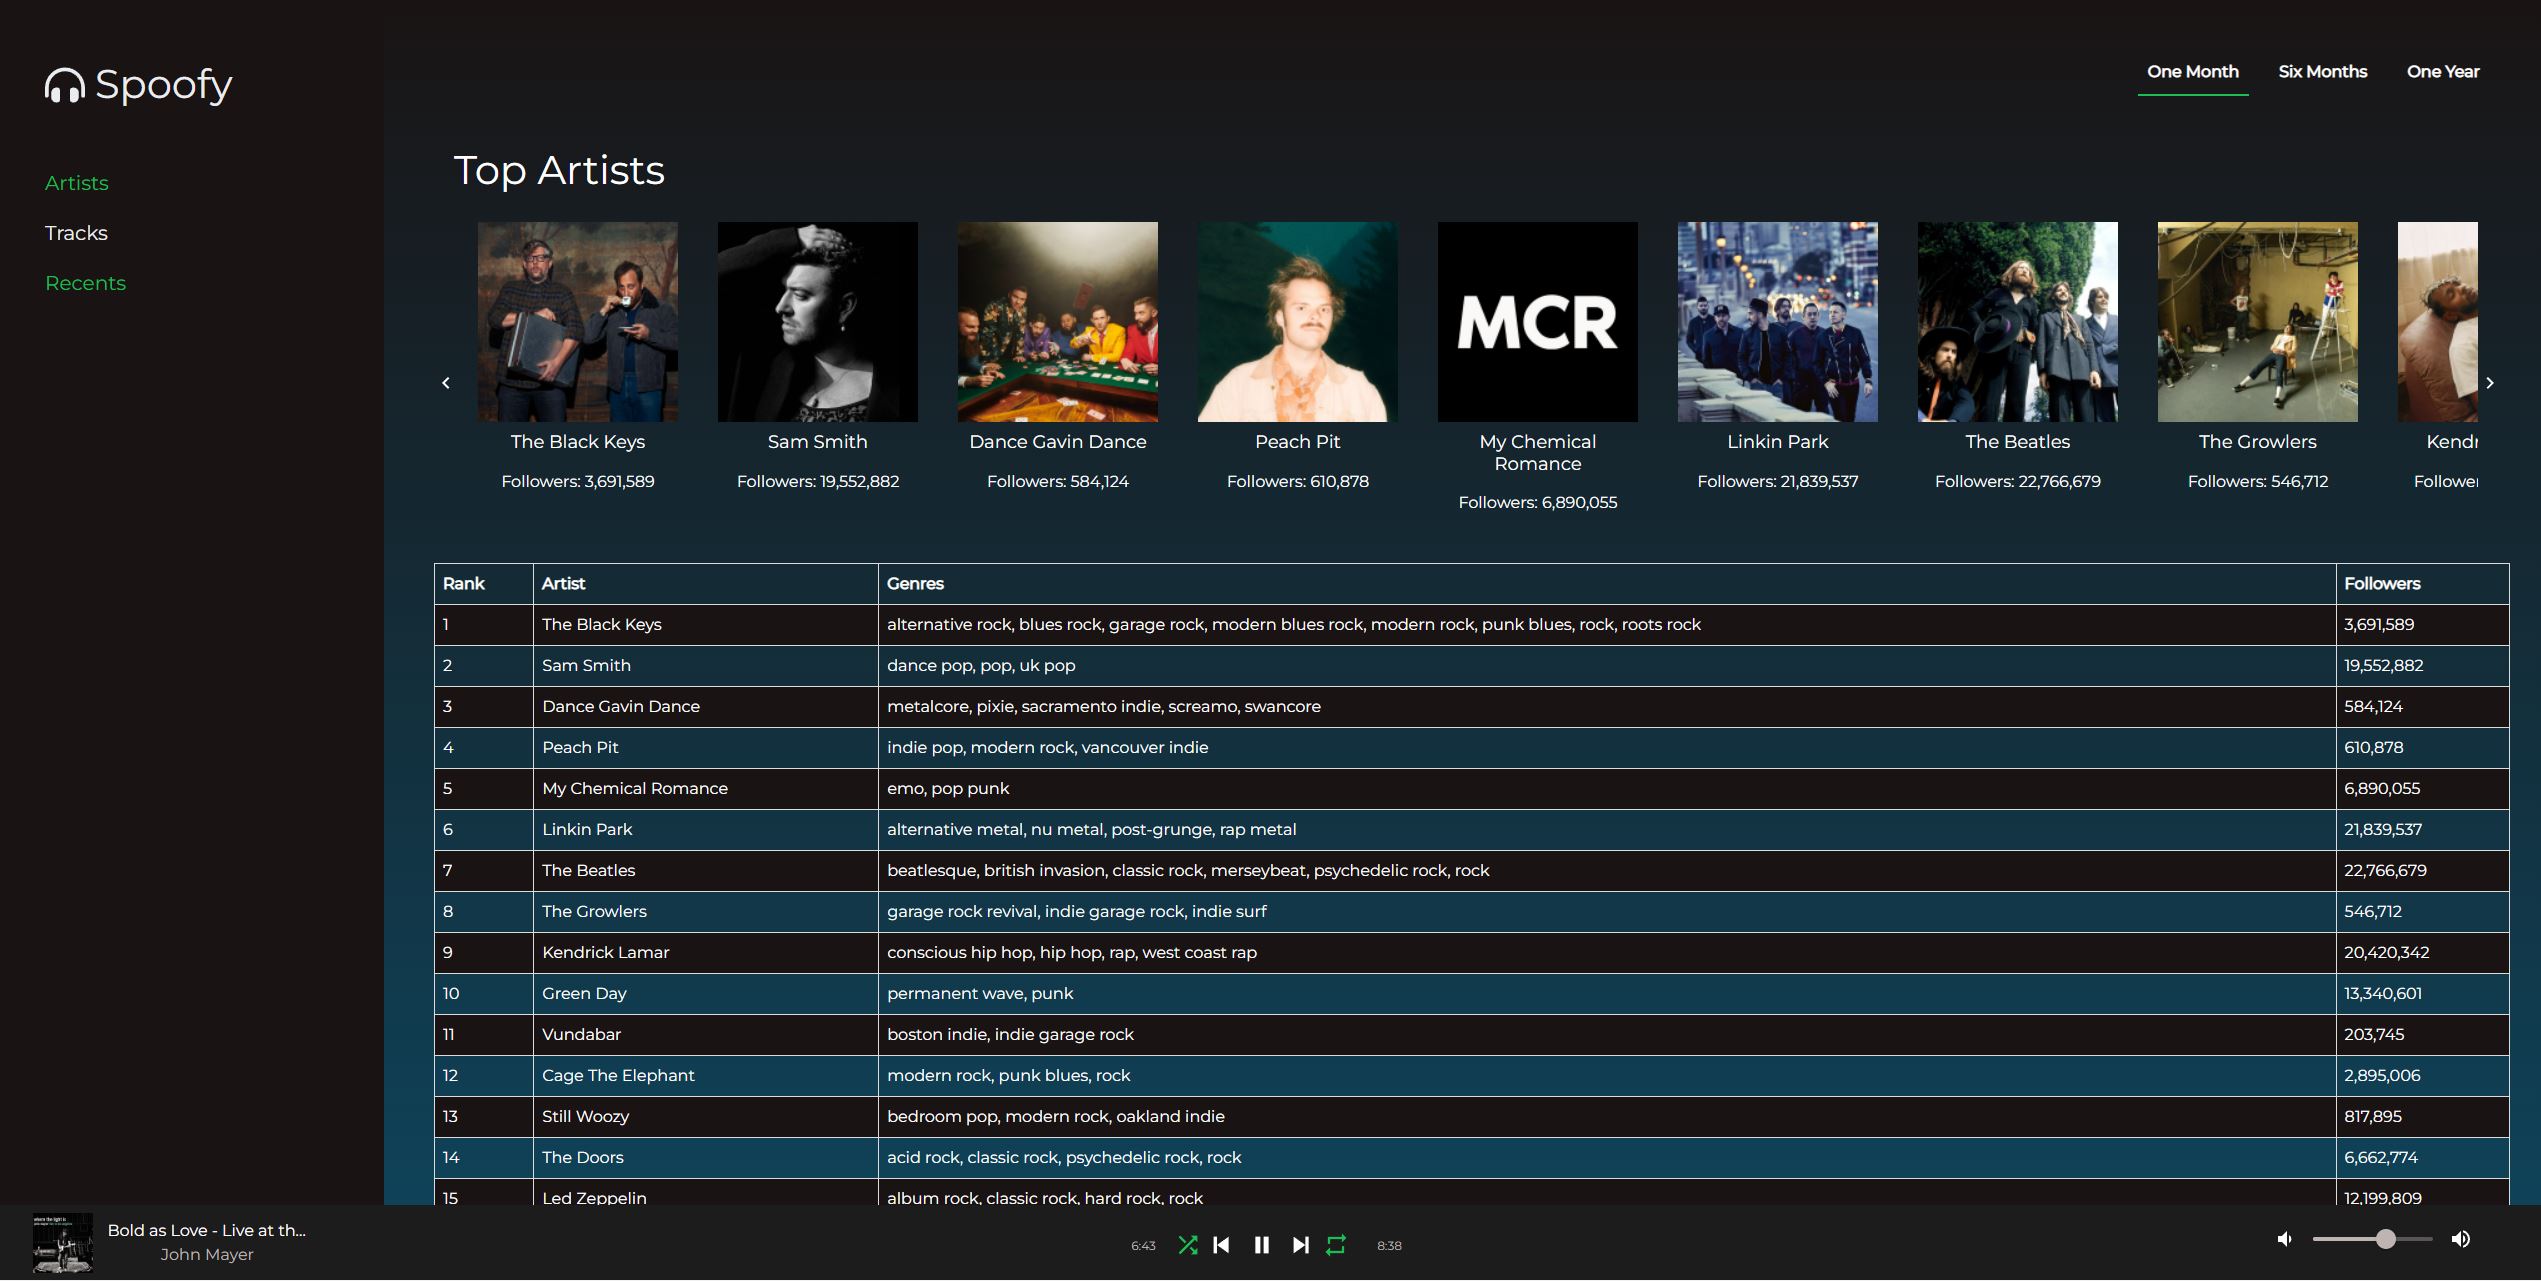 Spoofy
One Month Six Months One Year
Artists
Tracks
Recents
Top Artists
MCR
The Black Keys
Followers: 3,691,589
Sam Smith
Followers: 19,552,882
Dance Gavin Dance
Followers: 584,124
Peach Pit
Followers: 610,878
My Chemical
Romance
Followers: 6,890,055
Linkin Park
Followers: 21,839,537
The Beatles
Followers: 22,766,679
The Growlers
Followers: 546,712
Kendr
Follower
Rank Artist Genres Followers
1 The Black Keys alternative rock, blues rock, garage rock, modern blues rock, modern rock, punk blues, rock, roots rock 3,691,589
2 Sam Smith dance pop, pop, uk pop 19,552,882
3 Dance Gavin Dance metalcore, pixie, sacramento indie, screamo, swancore 584,124
4 Peach Pit indie pop, modern rock, vancouver indie 610,878
5 My Chemical Romance emo, pop punk 6,890,055
6 Linkin Park alternative metal, nu metal, post-grunge, rap metal 21,839,537
7 The Beatles beatlesque, british invasion, classic rock, merseybeat, psychedelic rock, rock 22,766,679
8 The Growlers garage rock revival, indie garage rock, indie surf 546,712
9 Kendrick Lamar conscious hip hop, hip hop, rap, west coast rap 20,420,342
10 Green Day permanent wave, punk 13,340,601
11 Vundabar boston indie, indie garage rock 203,745
12 Cage The Elephant modern rock, punk blues, rock 2,895,006
13 Still Woozy bedroom pop, modern rock, oakland indie 817,895
14 The Doors acid rock, classic rock, psychedelic rock, rock 6,662,774
15 Led Zeppelin album rock, classic rock, hard rock, rock 12,199,809
where the light is
Bold as Love - Live at th...
John Mayer
6:43 8:38